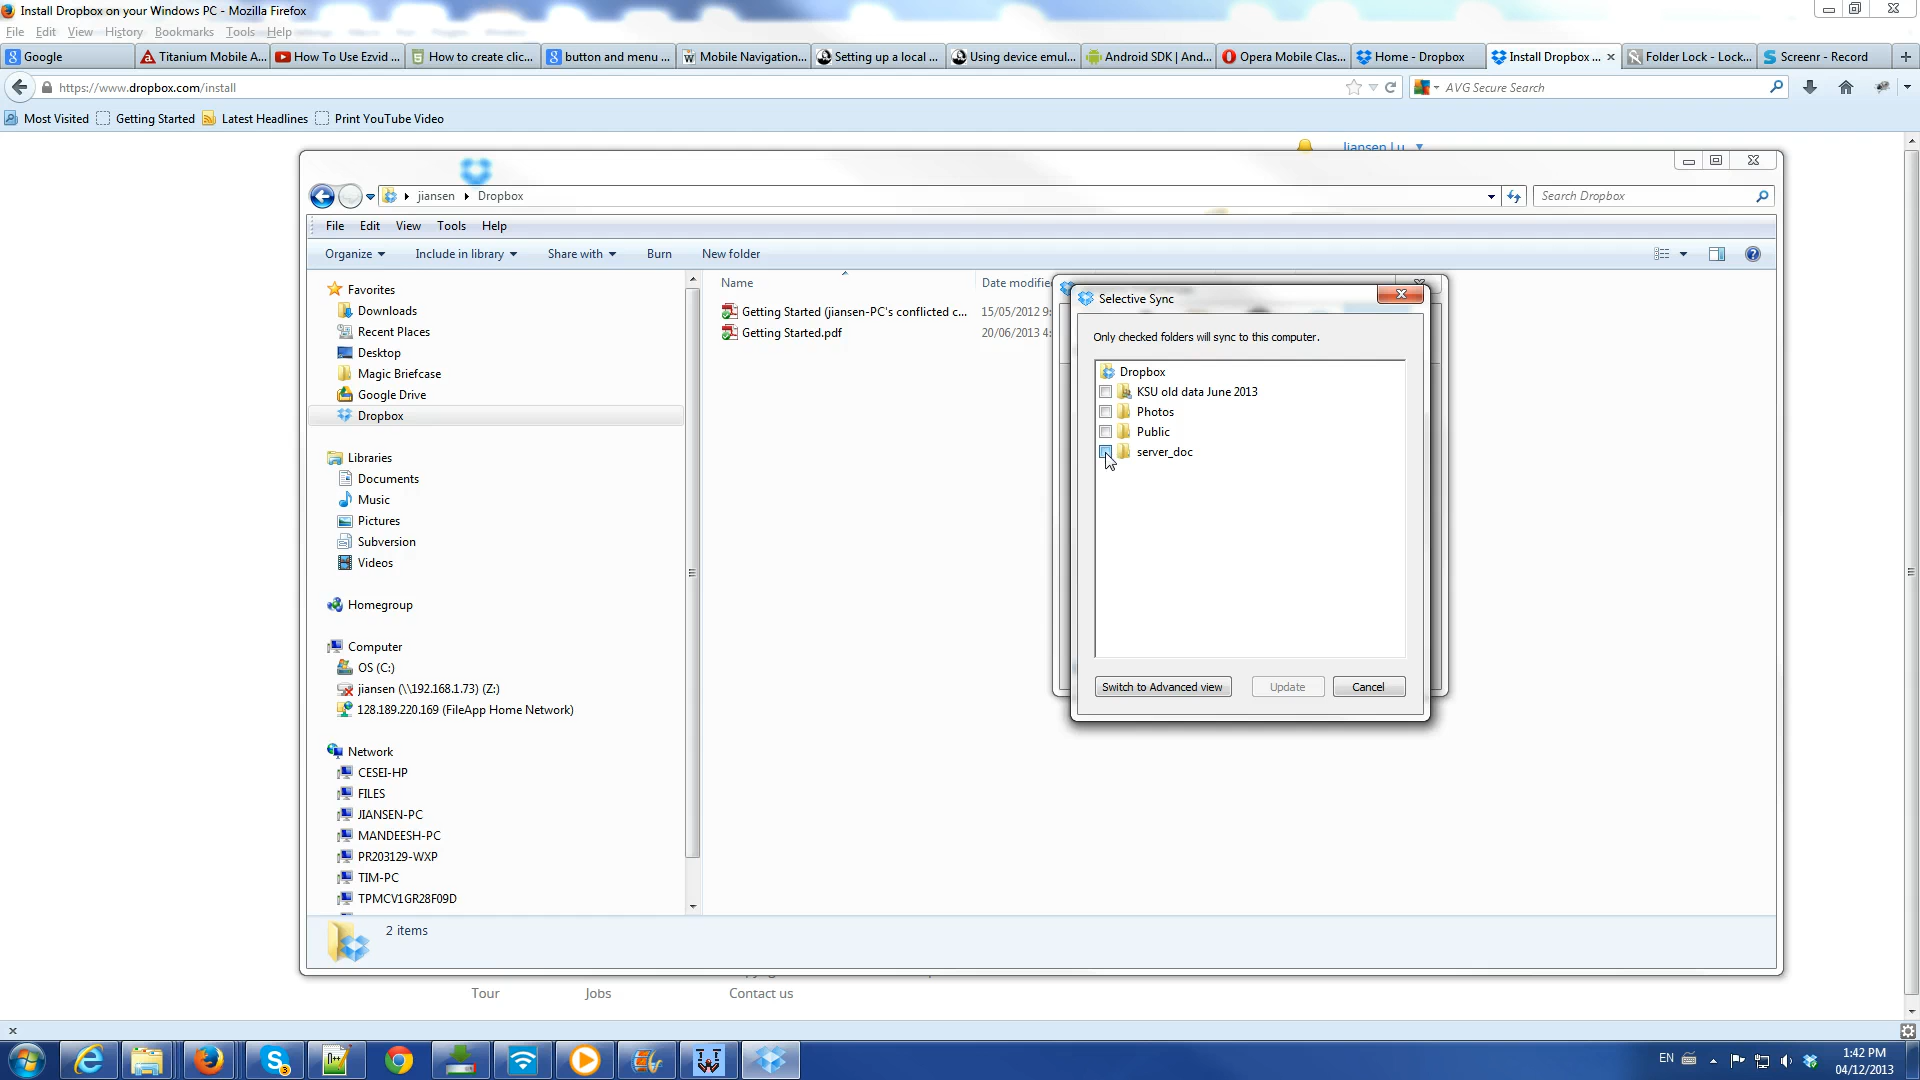 Install Dropbox on your Windows PC - Mozilla Firefox
File Edit View History Bookmarks Tools Help
Google
Titanium Mobile A...
How To Use Ezvid ...
How to create clic...
button and menu ...
Mobile Navigation...
Setting up a local ...
Using device emul...
Android SDK | And...
Opera Mobile Clas...
Home - Dropbox
Install Dropbox ...
Folder Lock - Lock...
Screenr - Record
https://www.dropbox.com/install
AVG Secure Search
Most Visited Getting Started Latest Headlines Print YouTube Video
Jiansen Lu
jiansen Dropbox
Search Dropbox
File Edit View Tools Help
Organize Include in library Share with Burn New folder
Name
Date modified
Favorites
Downloads
Recent Places
Desktop
Magic Briefcase
Google Drive
Dropbox
Libraries
Documents
Music
Pictures
Subversion
Videos
Homegroup
Computer
OS (C:)
jiansen (\\192.168.1.73) (Z:)
128.189.220.169 (FileApp Home Network)
Network
CESEI-HP
FILES
JIANSEN-PC
MANDEESH-PC
PR203129-WXP
TIM-PC
TPMCV1GR28F09D
Getting Started (jiansen-PC's conflicted c... 15/05/2012 9:
Getting Started.pdf 20/06/2013 4:
Selective Sync
Only checked folders will sync to this computer.
Dropbox
KSU old data June 2013
Photos
Public
server_doc
Switch to Advanced view Update Cancel
2 items
Tour Jobs Contact us
EN
1:42 PM
04/12/2013